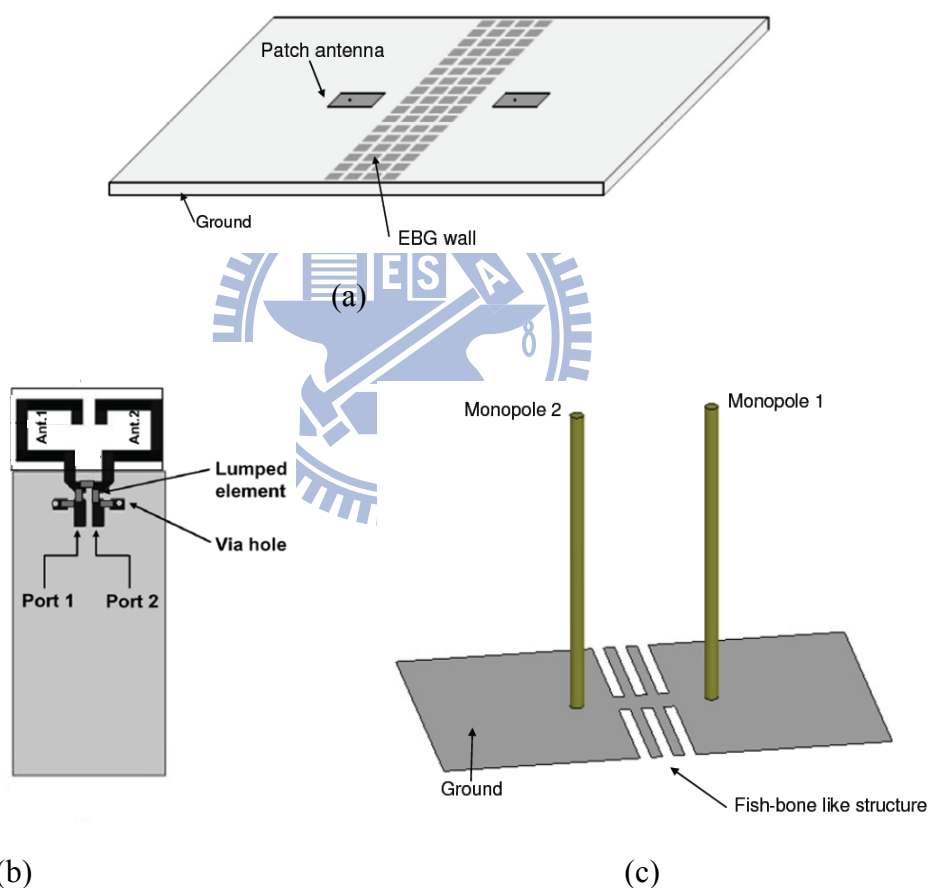 Patch antenna
Ground
EBG wall
E S A
8
(a)
Monopole 2
Monopole 1
Ant.1
Ant.2
Lumped
element
Via hole
Port 1
Port 2
Ground
Fish-bone like structure
(b)
(c)